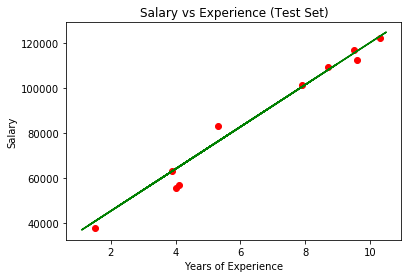 Salary vs Experience (Test Set)
120000
100000
80000
60000
40000
Salary
2 4 6 8 10
Years of Experience